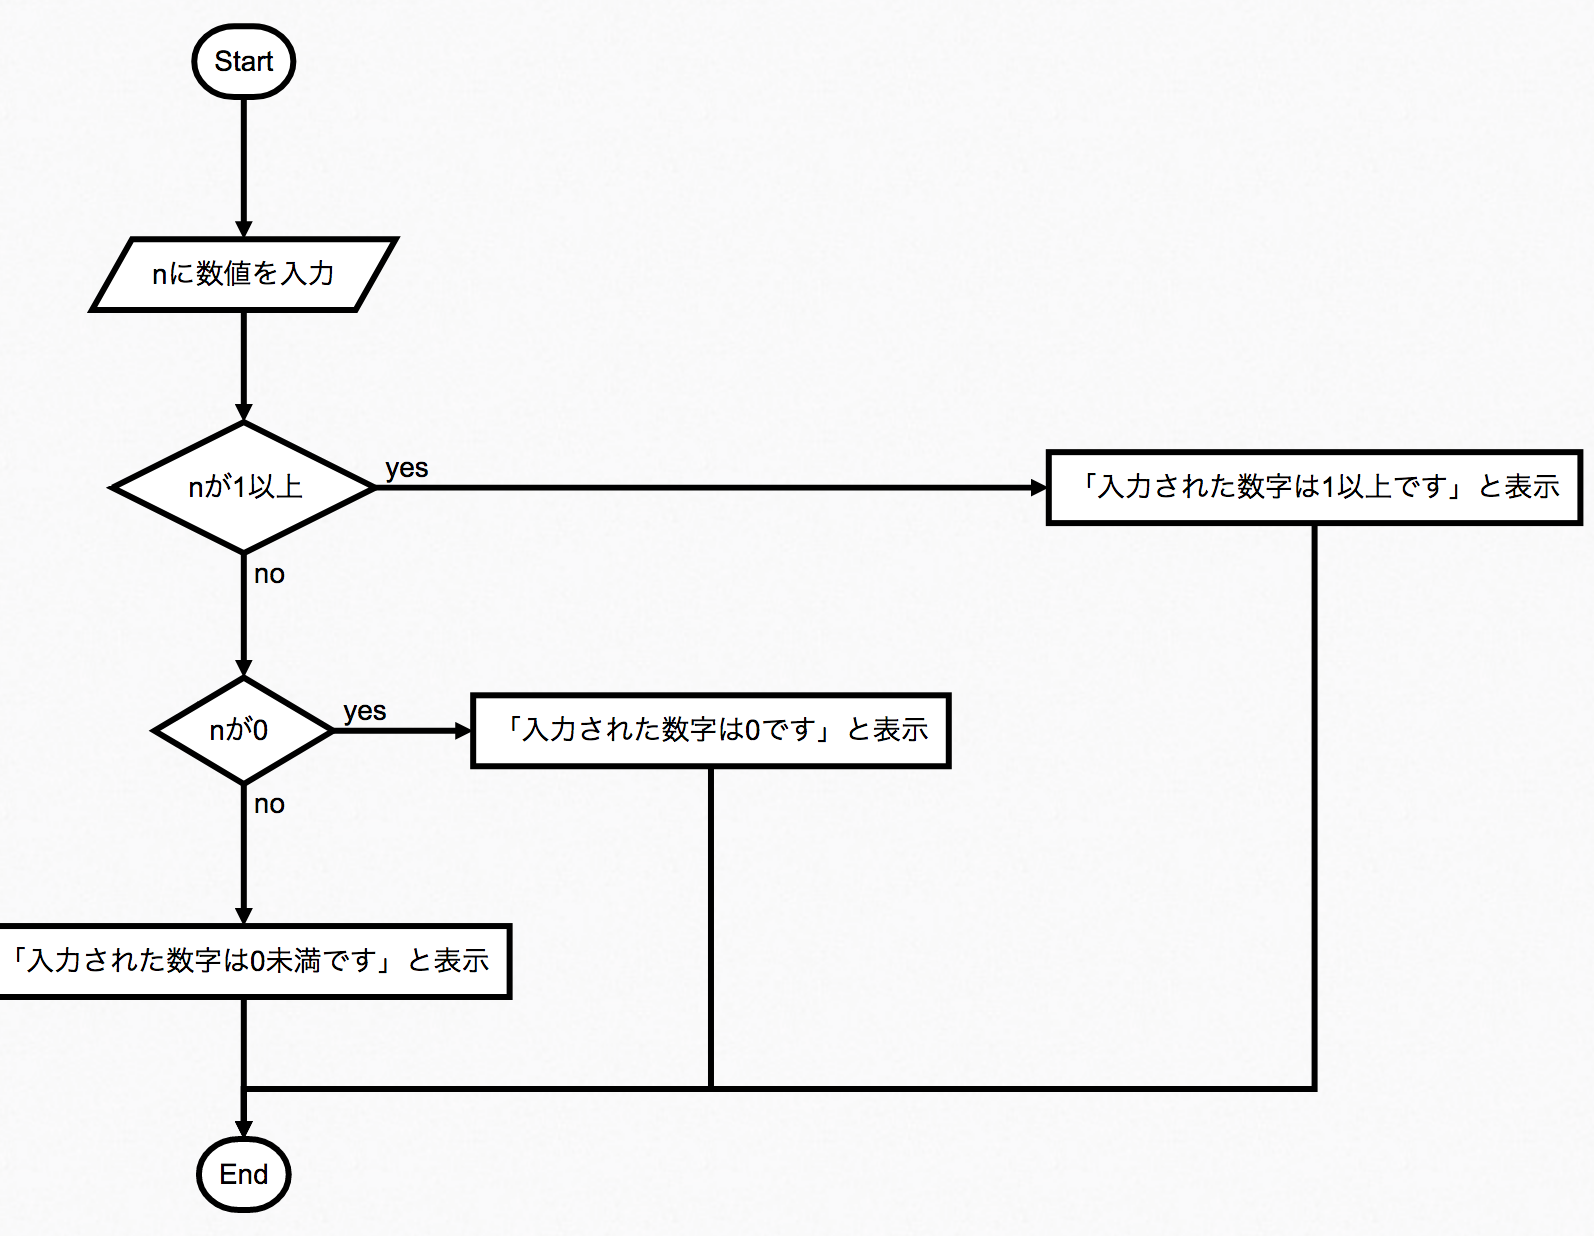 Start
nに数値を入力
nが1以上
yes
「入力された数字は1以上です」と表示
no
nが0
yes
「入力された数字は0です」と表示
no
「入力された数字は0未満です」と表示
End